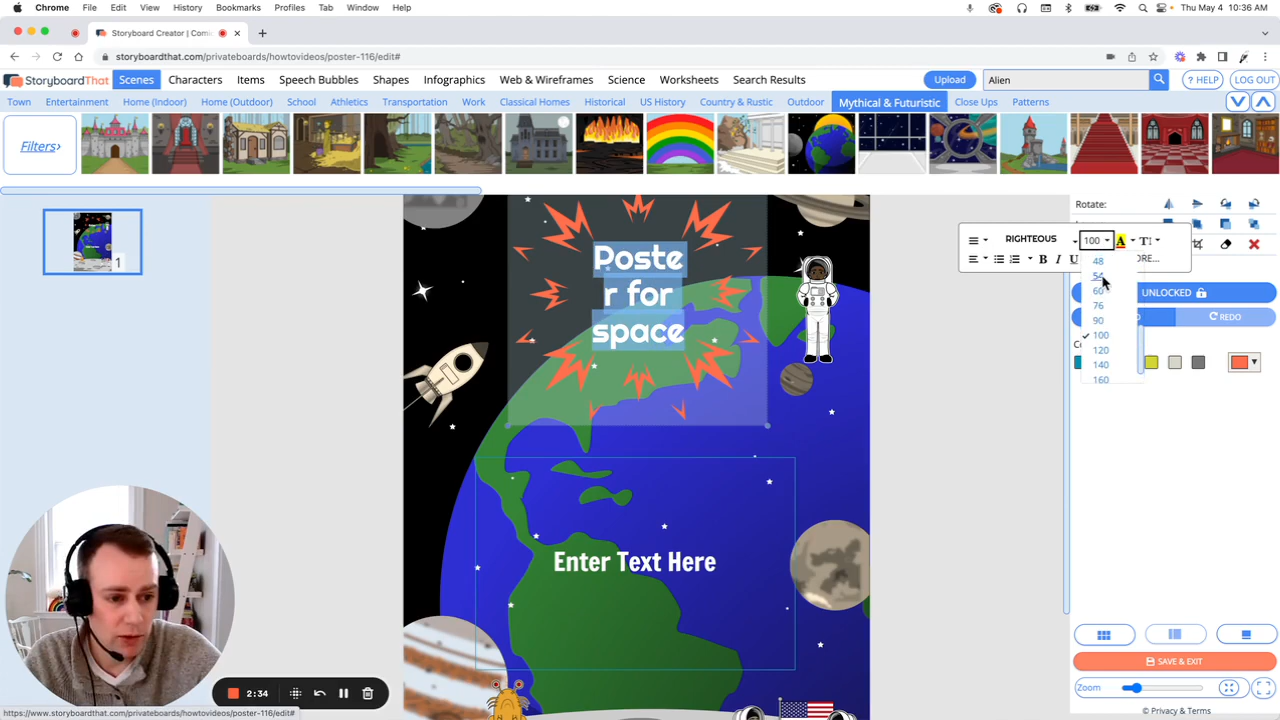 Chrome File Edit View History Bookmarks Profiles Tab Window Help Thu May 4 10:36 AM
Storyboard Creator | Comi
storyboardthat.com/privateboards/howtovideos/poster-116/edit#
StoryboardThat Scenes Characters Items Speech Bubbles Shapes Infographics Web & Wireframes Science Worksheets Search Results Upload Alien HELP LOG OUT
Town Entertainment Home (Indoor) Home (Outdoor) School Athletics Transportation Work Classical Homes Historical US History Country & Rustic Outdoor Mythical & Futuristic Close Ups Patterns
Filters›
Rotate:
RIGHTEOUS 100
B I U
48
54
60
76
90
100
120
140
160
UNLOCKED
REDO
1
Poste
r for
space
Enter Text Here
SAVE & EXIT
Zoom
© Privacy & Terms
2:34
https://www.storyboardthat.com/privateboards/howtovideos/poster-116/edit#